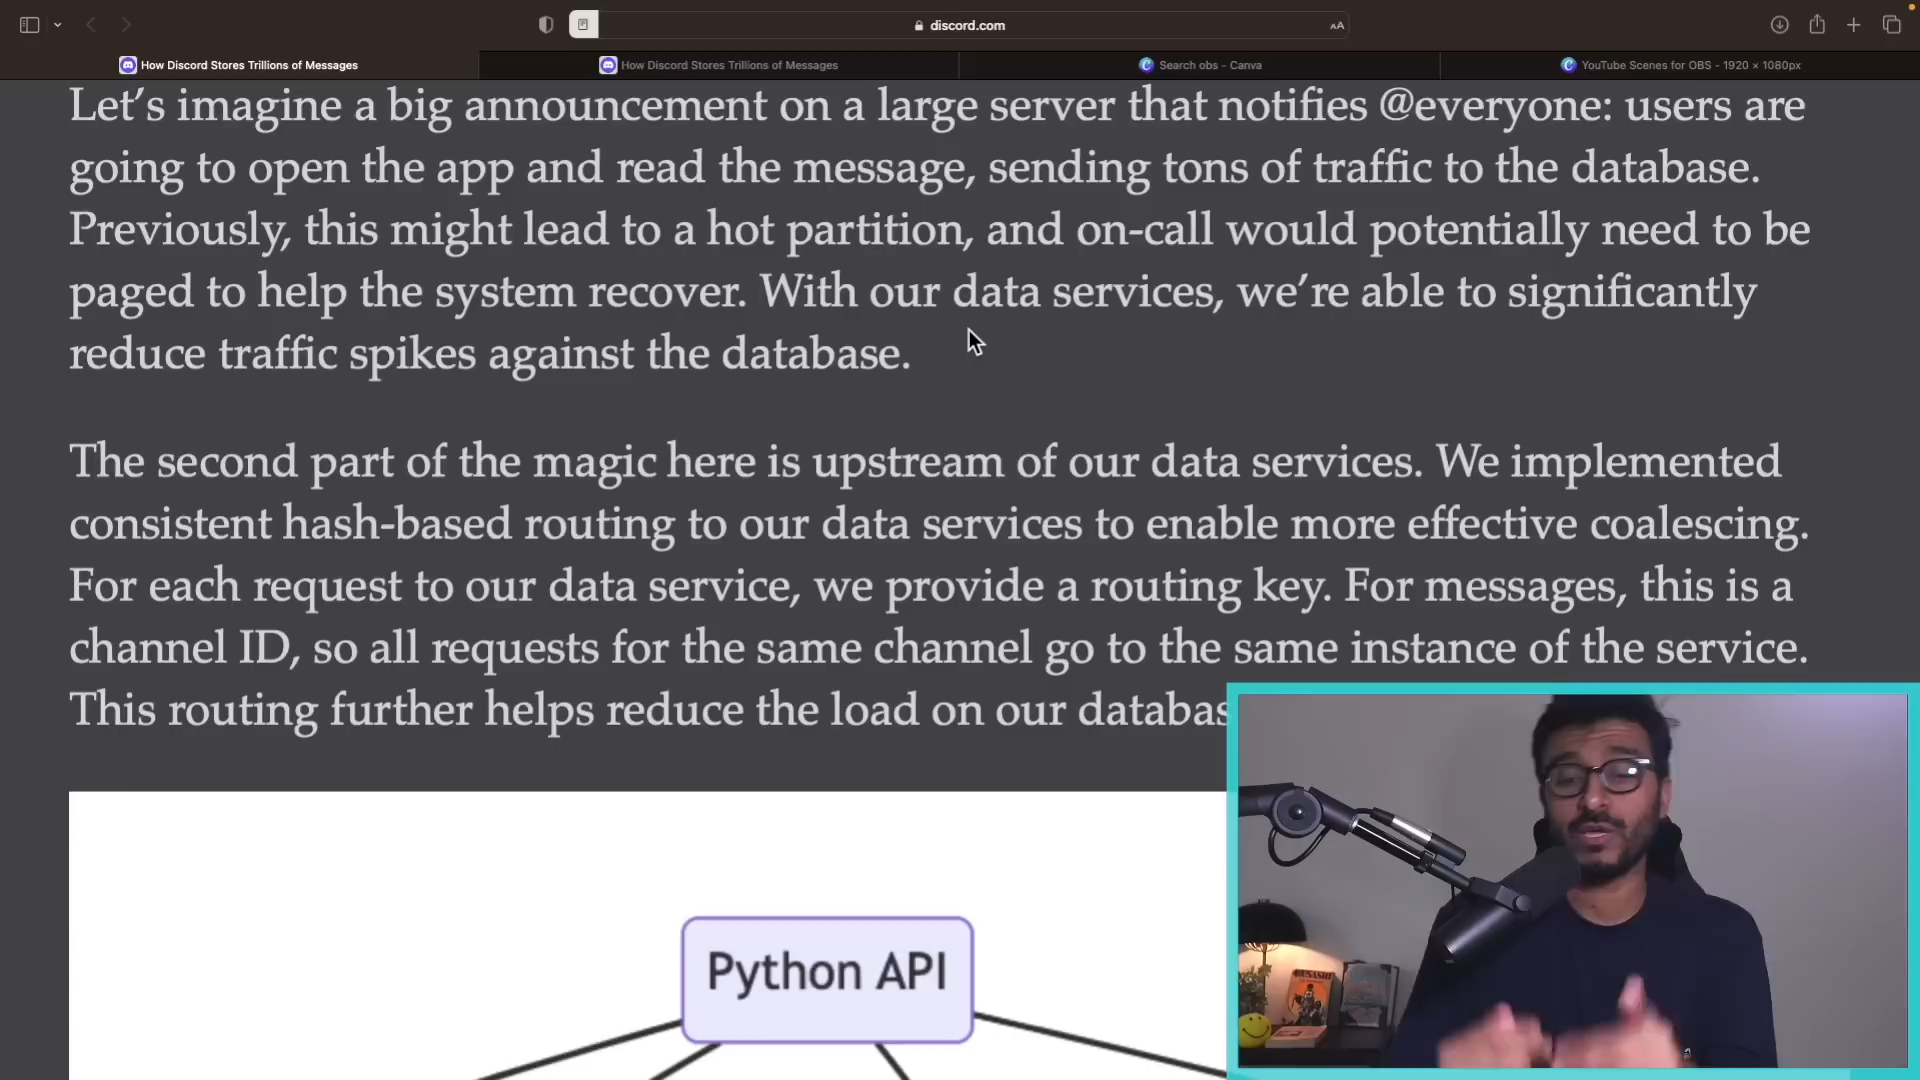 discord.com
AA
How Discord Stores Trillions of Messages
How Discord Stores Trillions of Messages
Search obs - Canva
YouTube Scenes for OBS - 1920 × 1080px
Let’s imagine a big announcement on a large server that notifies @everyone: users are
going to open the app and read the message, sending tons of traffic to the database.
Previously, this might lead to a hot partition, and on-call would potentially need to be
paged to help the system recover. With our data services, we’re able to significantly
reduce traffic spikes against the database.
The second part of the magic here is upstream of our data services. We implemented
consistent hash-based routing to our data services to enable more effective coalescing.
For each request to our data service, we provide a routing key. For messages, this is a
channel ID, so all requests for the same channel go to the same instance of the service.
This routing further helps reduce the load on our databas
Python API